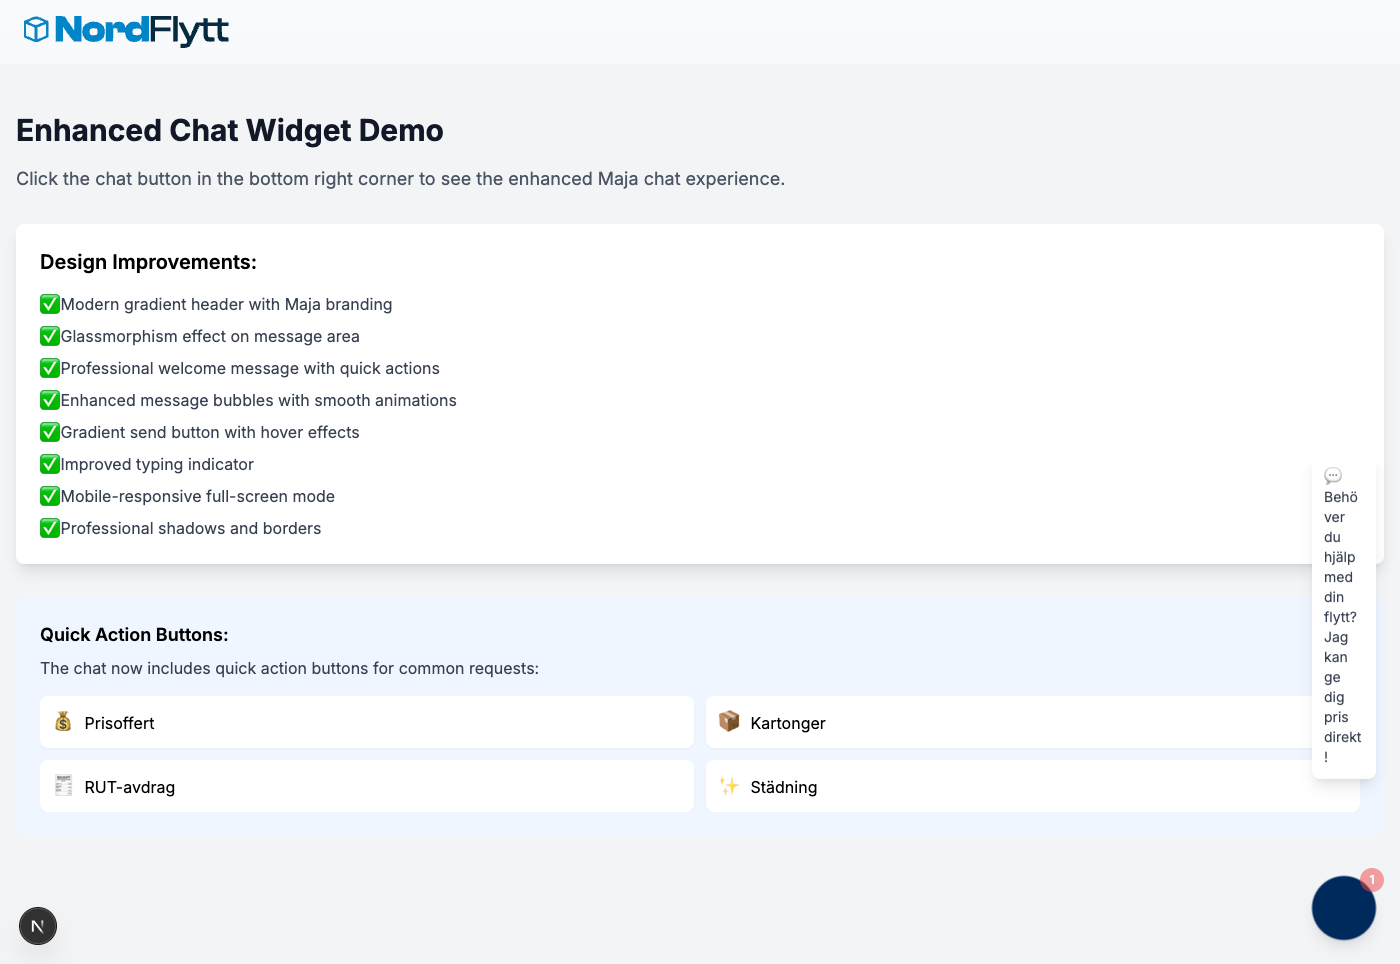 NordFlytt
Enhanced Chat Widget Demo
Click the chat button in the bottom right corner to see the enhanced Maja chat experience.
Design Improvements:
✅Modern gradient header with Maja branding
✅Glassmorphism effect on message area
✅Professional welcome message with quick actions
✅Enhanced message bubbles with smooth animations
✅Gradient send button with hover effects
✅Improved typing indicator
✅Mobile-responsive full-screen mode
✅Professional shadows and borders
Quick Action Buttons:
The chat now includes quick action buttons for common requests:
💰 Prisoffert
📦 Kartonger
🧾 RUT-avdrag
✨ Städning
💬
Behö
ver
du
hjälp
med
din
flytt?
Jag
kan
ge
dig
pris
direkt
!
1
N